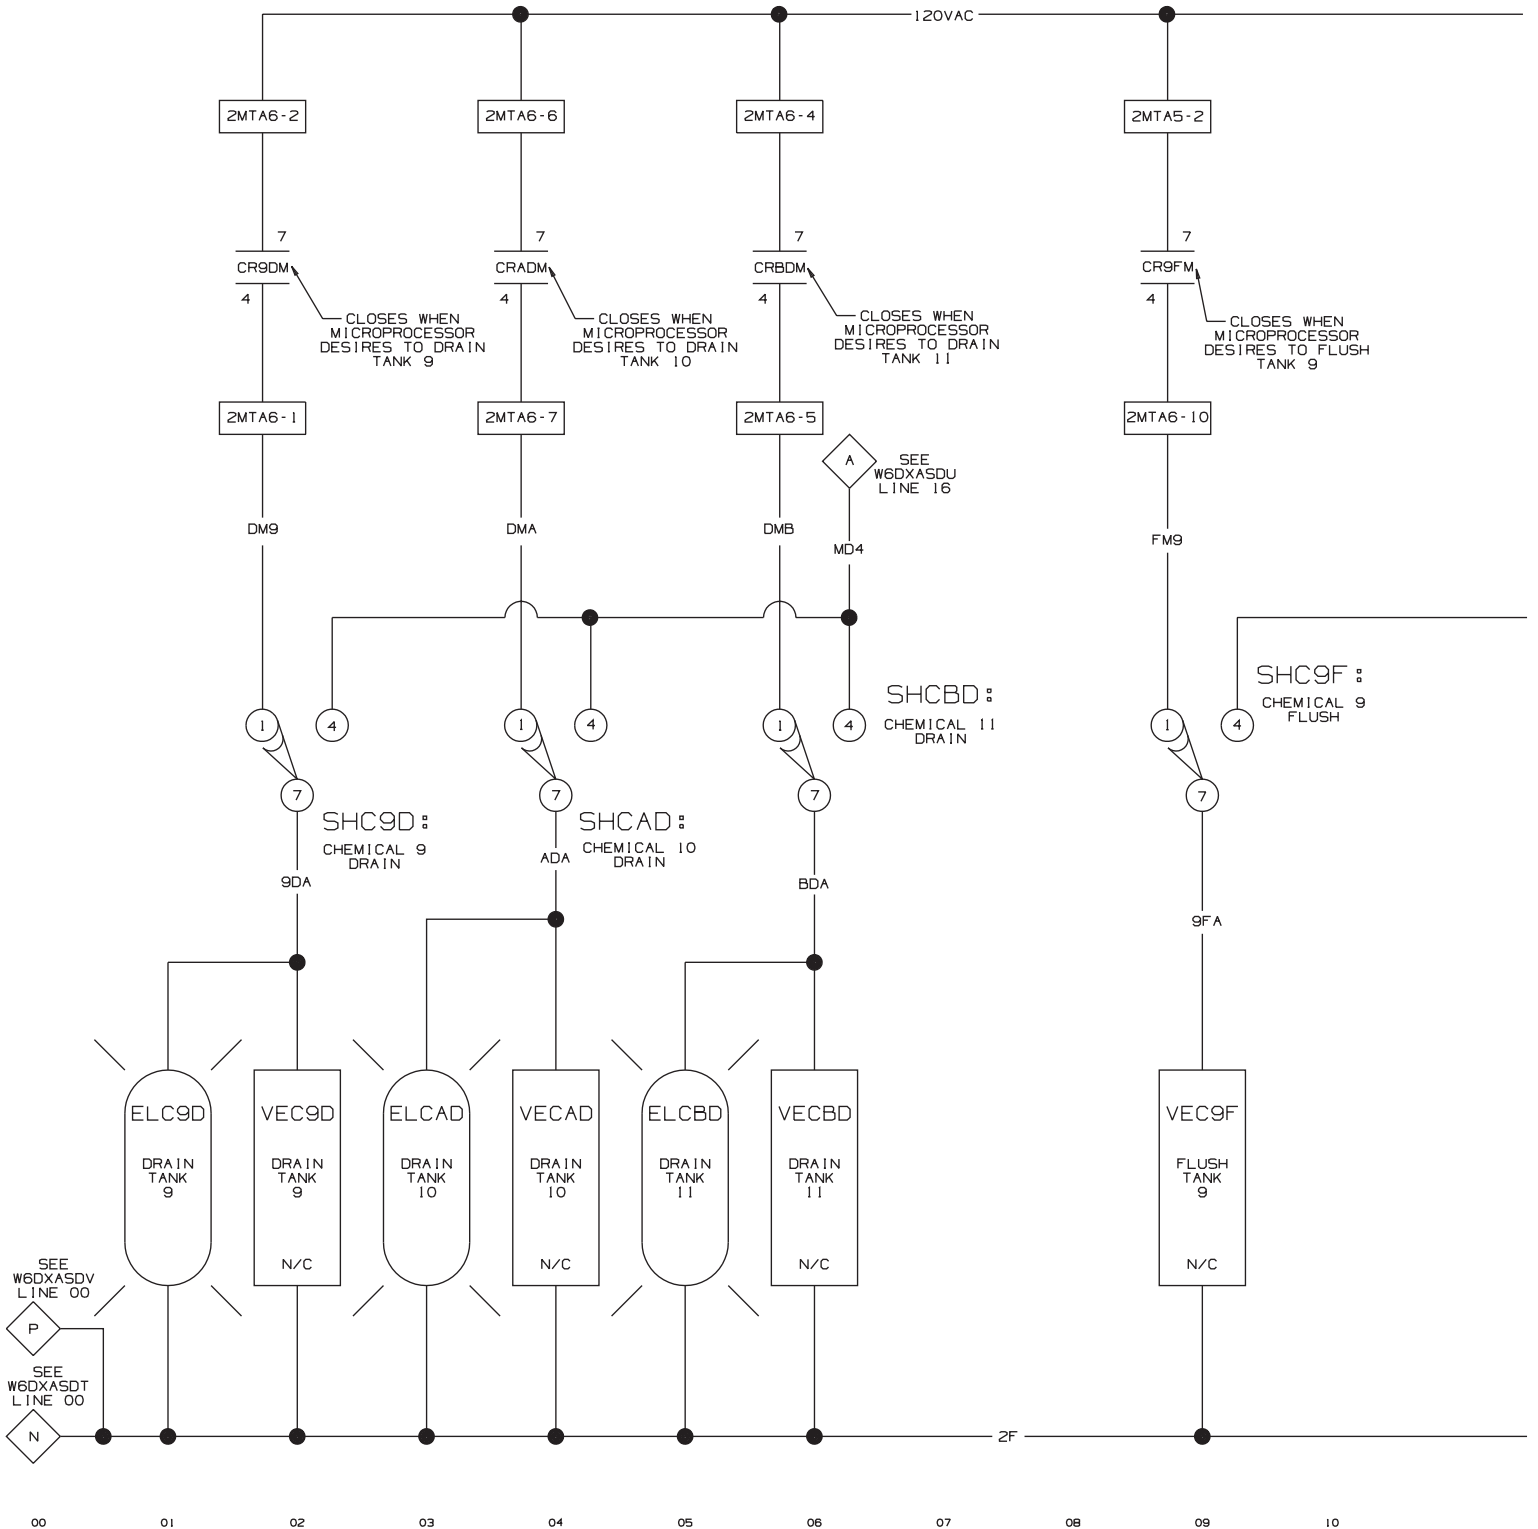 120VAC
2MTA6-2
2MTA6-6
2MTA6-4
2MTA5-2
7
CR9DM
4
CLOSES WHEN
MICROPROCESSOR
DESIRES TO DRAIN
TANK 9
7
CRADM
4
CLOSES WHEN
MICROPROCESSOR
DESIRES TO DRAIN
TANK 10
7
CRBDM
4
CLOSES WHEN
MICROPROCESSOR
DESIRES TO DRAIN
TANK 11
7
CR9FM
4
CLOSES WHEN
MICROPROCESSOR
DESIRES TO FLUSH
TANK 9
2MTA6-1
2MTA6-7
2MTA6-5
2MTA6-10
A
SEE
W6DXASDU
LINE 16
DM9
DMA
DMB
MD4
FM9
1
4
1
4
1
4
SHCBD:
CHEMICAL 11
DRAIN
1
4
SHC9F:
CHEMICAL 9
FLUSH
7
SHC9D:
CHEMICAL 9
DRAIN
7
SHCAD:
CHEMICAL 10
DRAIN
7
7
9DA
ADA
BDA
9FA
ELC9D
DRAIN
TANK
9
VEC9D
DRAIN
TANK
9
N/C
ELCAD
DRAIN
TANK
10
VECAD
DRAIN
TANK
10
N/C
ELCBD
DRAIN
TANK
11
VECBD
DRAIN
TANK
11
N/C
VEC9F
FLUSH
TANK
9
N/C
SEE
W6DXASDV
LINE 00
P
SEE
W6DXASDT
LINE 00
N
2F
00 01 02 03 04 05 06 07 08 09 10